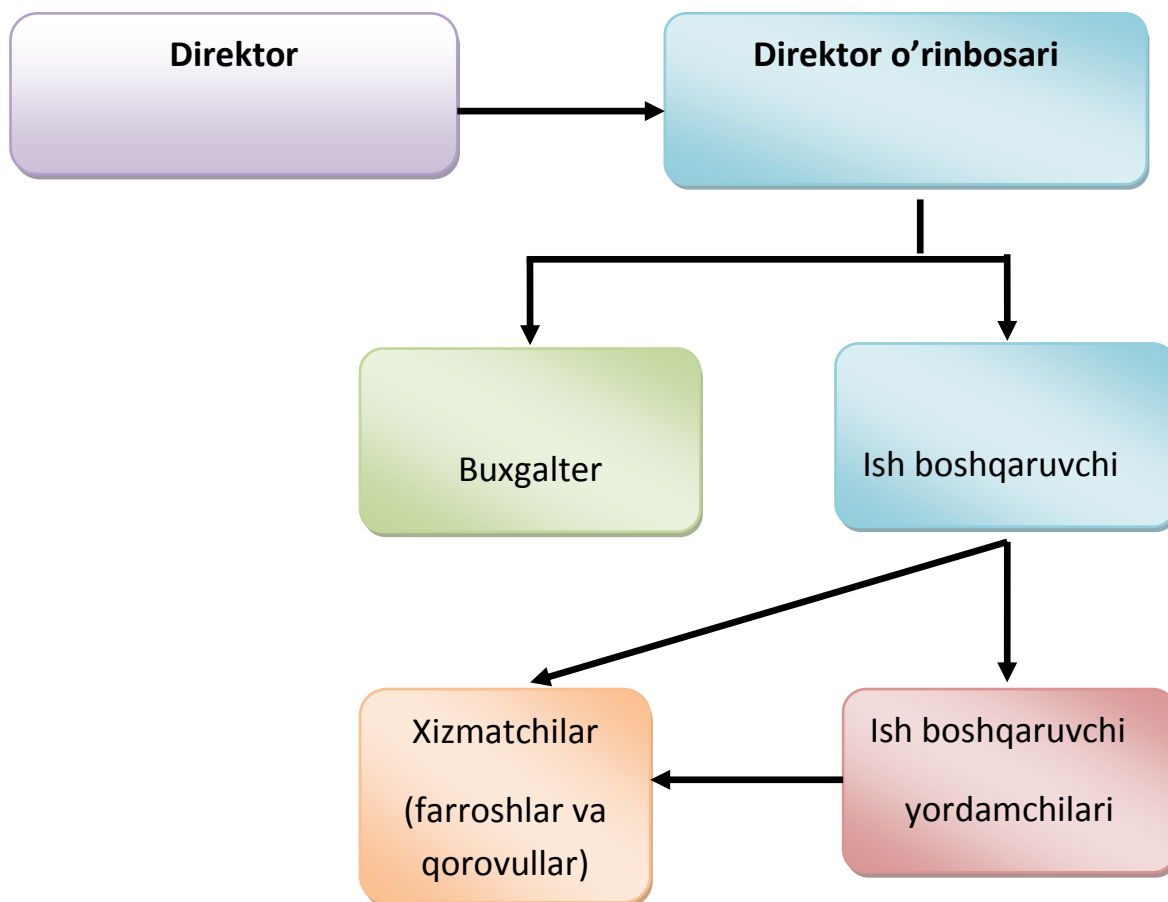 Direktor
Direktor o’rinbosari
Buxgalter
Ish boshqaruvchi
Xizmatchilar
(farroshlar va
qorovullar)
Ish boshqaruvchi
yordamchilari